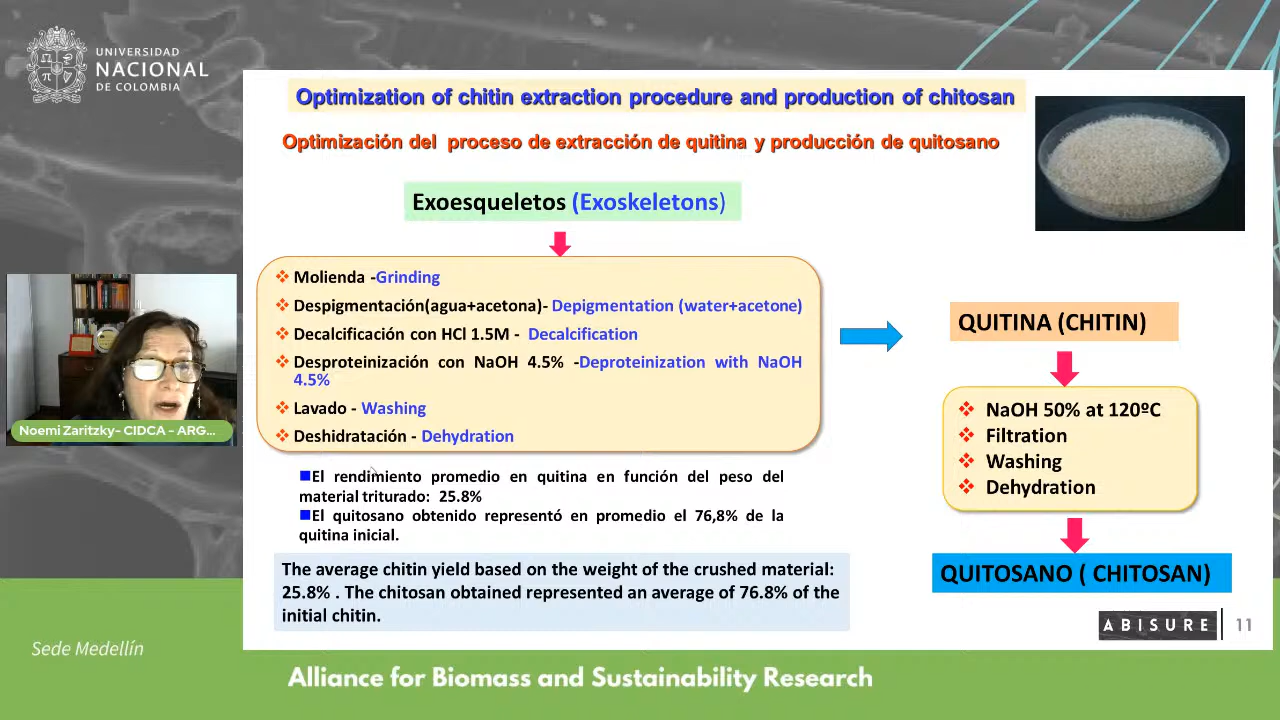 UNIVERSIDAD
NACIONAL
DE COLOMBIA
Optimization of chitin extraction procedure and production of chitosan
Optimización del proceso de extracción de quitina y producción de quitosano
Exoesqueletos (Exoskeletons)
Molienda -Grinding
Despigmentación(agua+acetona)- Depigmentation (water+acetone)
Decalcificación con HCl 1.5M - Decalcification
Desproteinización con NaOH 4.5% -Deproteinization with NaOH
4.5%
Lavado - Washing
Deshidratación - Dehydration
El rendimiento promedio en quitina en función del peso del
material triturado: 25.8%
El quitosano obtenido representó en promedio el 76,8% de la
quitina inicial.
The average chitin yield based on the weight of the crushed material:
25.8% . The chitosan obtained represented an average of 76.8% of the
initial chitin.
QUITINA (CHITIN)
NaOH 50% at 120ºC
Filtration
Washing
Dehydration
QUITOSANO ( CHITOSAN)
ABISURE 11
Noemi Zaritzky- CIDCA - ARG...
Sede Medellín
Alliance for Biomass and Sustainability Research